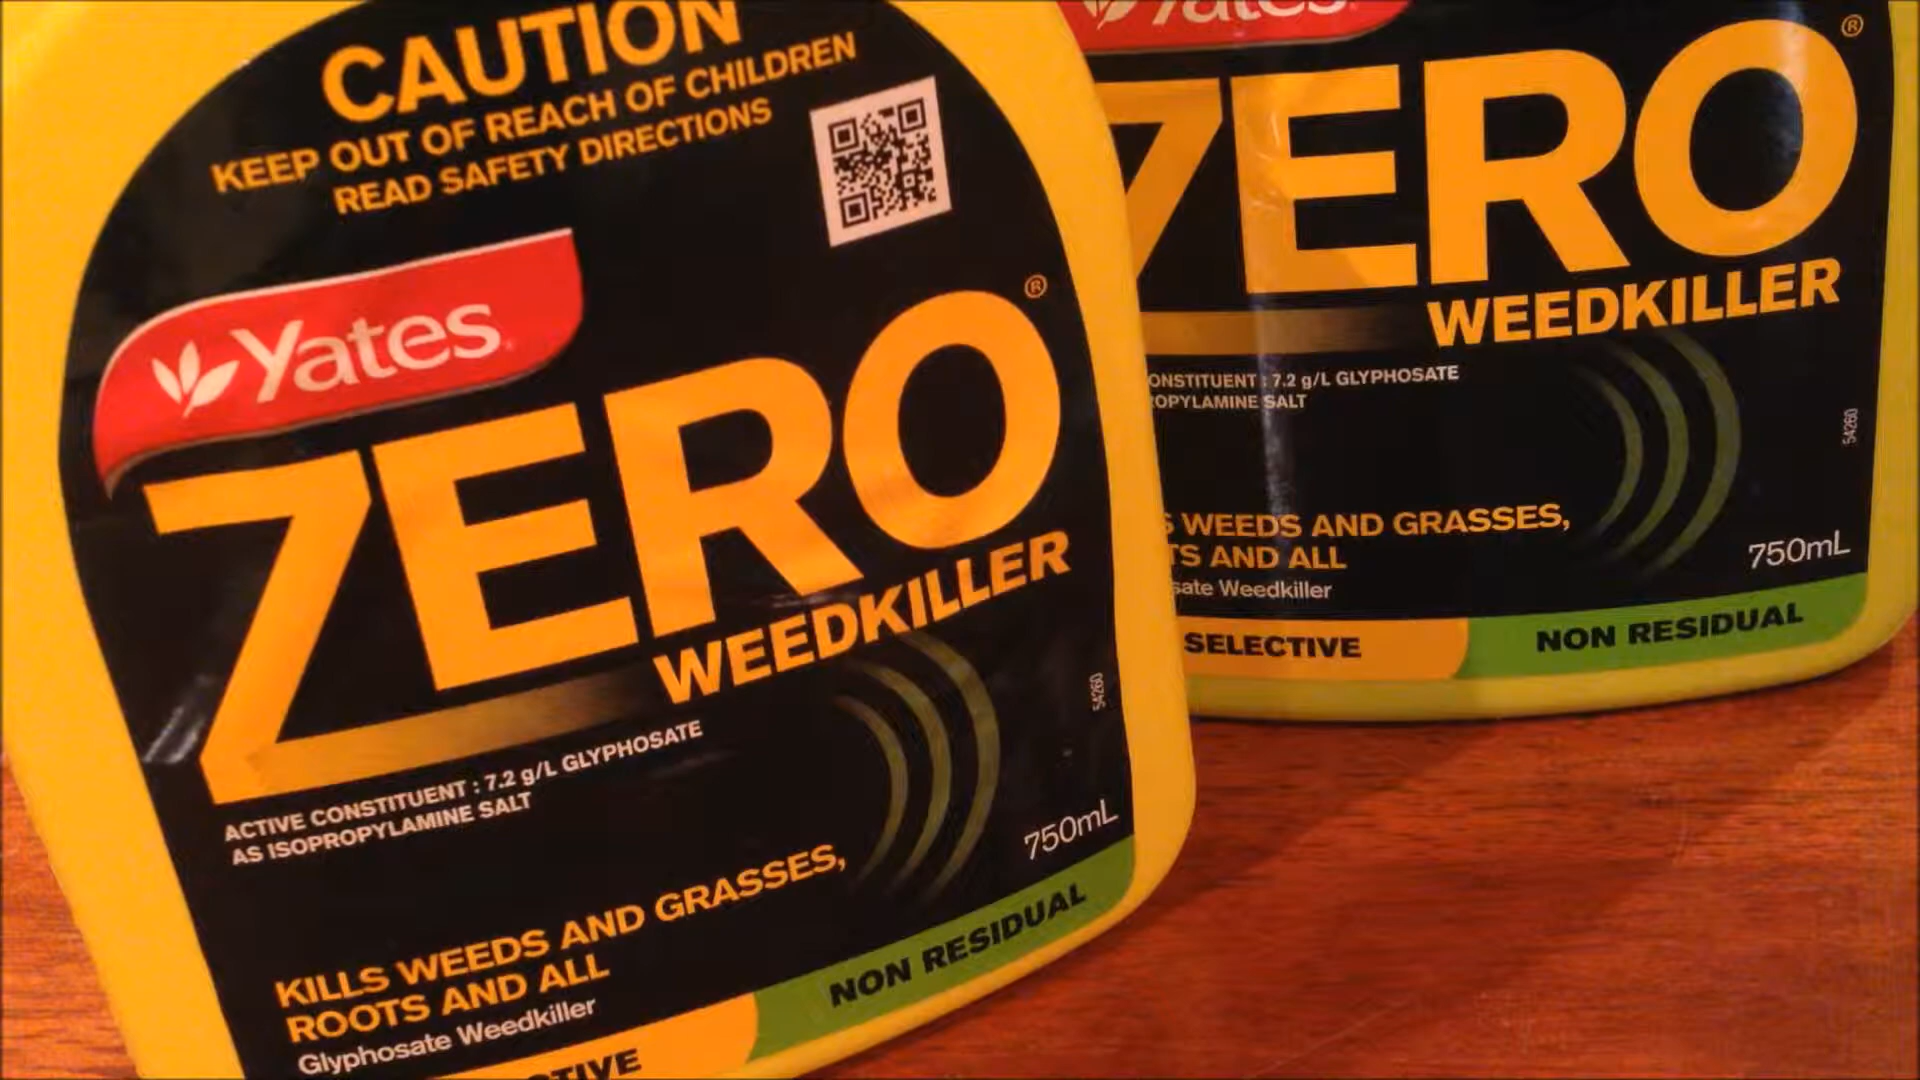 CAUTION
KEEP OUT OF REACH OF CHILDREN
READ SAFETY DIRECTIONS
Yates
ZERO®
WEEDKILLER
ACTIVE CONSTITUENT : 7.2 g/L GLYPHOSATE
AS ISOPROPYLAMINE SALT
54260
750mL
KILLS WEEDS AND GRASSES,
ROOTS AND ALL
Glyphosate Weedkiller
NON RESIDUAL
Yates
ZERO®
WEEDKILLER
ONSTITUENT : 7.2 g/L GLYPHOSATE
OPYLAMINE SALT
54260
S WEEDS AND GRASSES,
TS AND ALL
sate Weedkiller
750mL
SELECTIVE
NON RESIDUAL